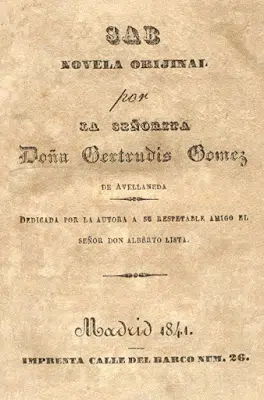 SAB
NOVELA ORIJINAL
por
LA SEÑORITA
Doña Gertrudis Gomez
DE AVELLANEDA
DEDICADA POR LA AUTORA A SU RESPETABLE AMIGO EL
SEÑOR DON ALBERTO LISTA.
Madrid 1841.
IMPRENTA CALLE DEL BARCO NUM. 26.